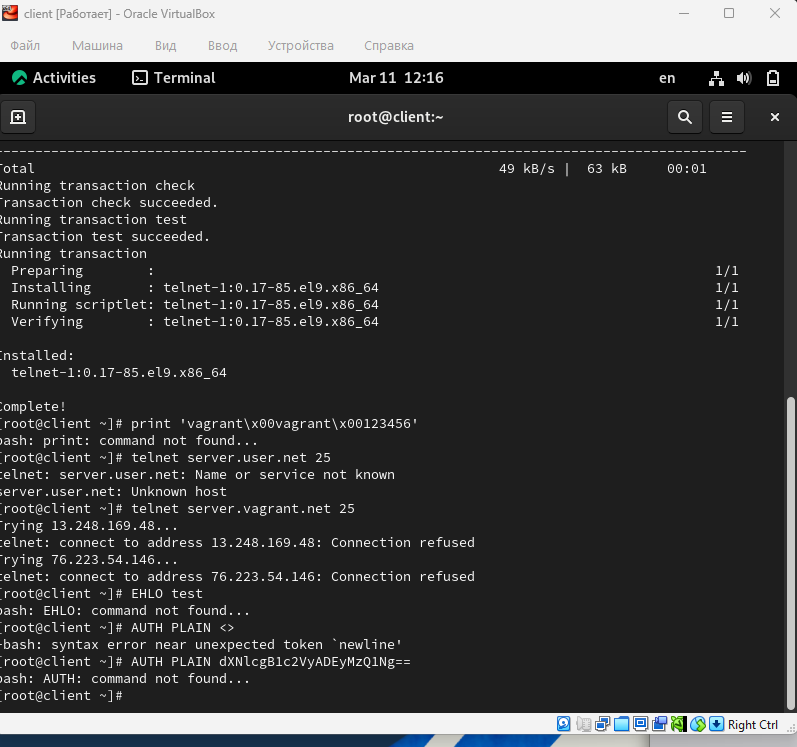 client [Работает] - Oracle VirtualBox
Файл Машина Вид Ввод Устройства Справка
Activities Terminal Mar 11 12:16 en
root@client:~
--------------------------------------------------------------------------------
Total 49 kB/s | 63 kB 00:01
Running transaction check
Transaction check succeeded.
Running transaction test
Transaction test succeeded.
Running transaction
Preparing : 1/1
Installing : telnet-1:0.17-85.el9.x86_64 1/1
Running scriptlet: telnet-1:0.17-85.el9.x86_64 1/1
Verifying : telnet-1:0.17-85.el9.x86_64 1/1
Installed:
telnet-1:0.17-85.el9.x86_64
Complete!
[root@client ~]# print 'vagrant\x00vagrant\x00123456'
bash: print: command not found...
[root@client ~]# telnet server.user.net 25
telnet: server.user.net: Name or service not known
server.user.net: Unknown host
[root@client ~]# telnet server.vagrant.net 25
Trying 13.248.169.48...
telnet: connect to address 13.248.169.48: Connection refused
Trying 76.223.54.146...
telnet: connect to address 76.223.54.146: Connection refused
[root@client ~]# EHLO test
bash: EHLO: command not found...
[root@client ~]# AUTH PLAIN <>
-bash: syntax error near unexpected token `newline'
[root@client ~]# AUTH PLAIN dXNlcgB1c2VyADEyMzQ1Ng==
bash: AUTH: command not found...
[root@client ~]#
Right Ctrl